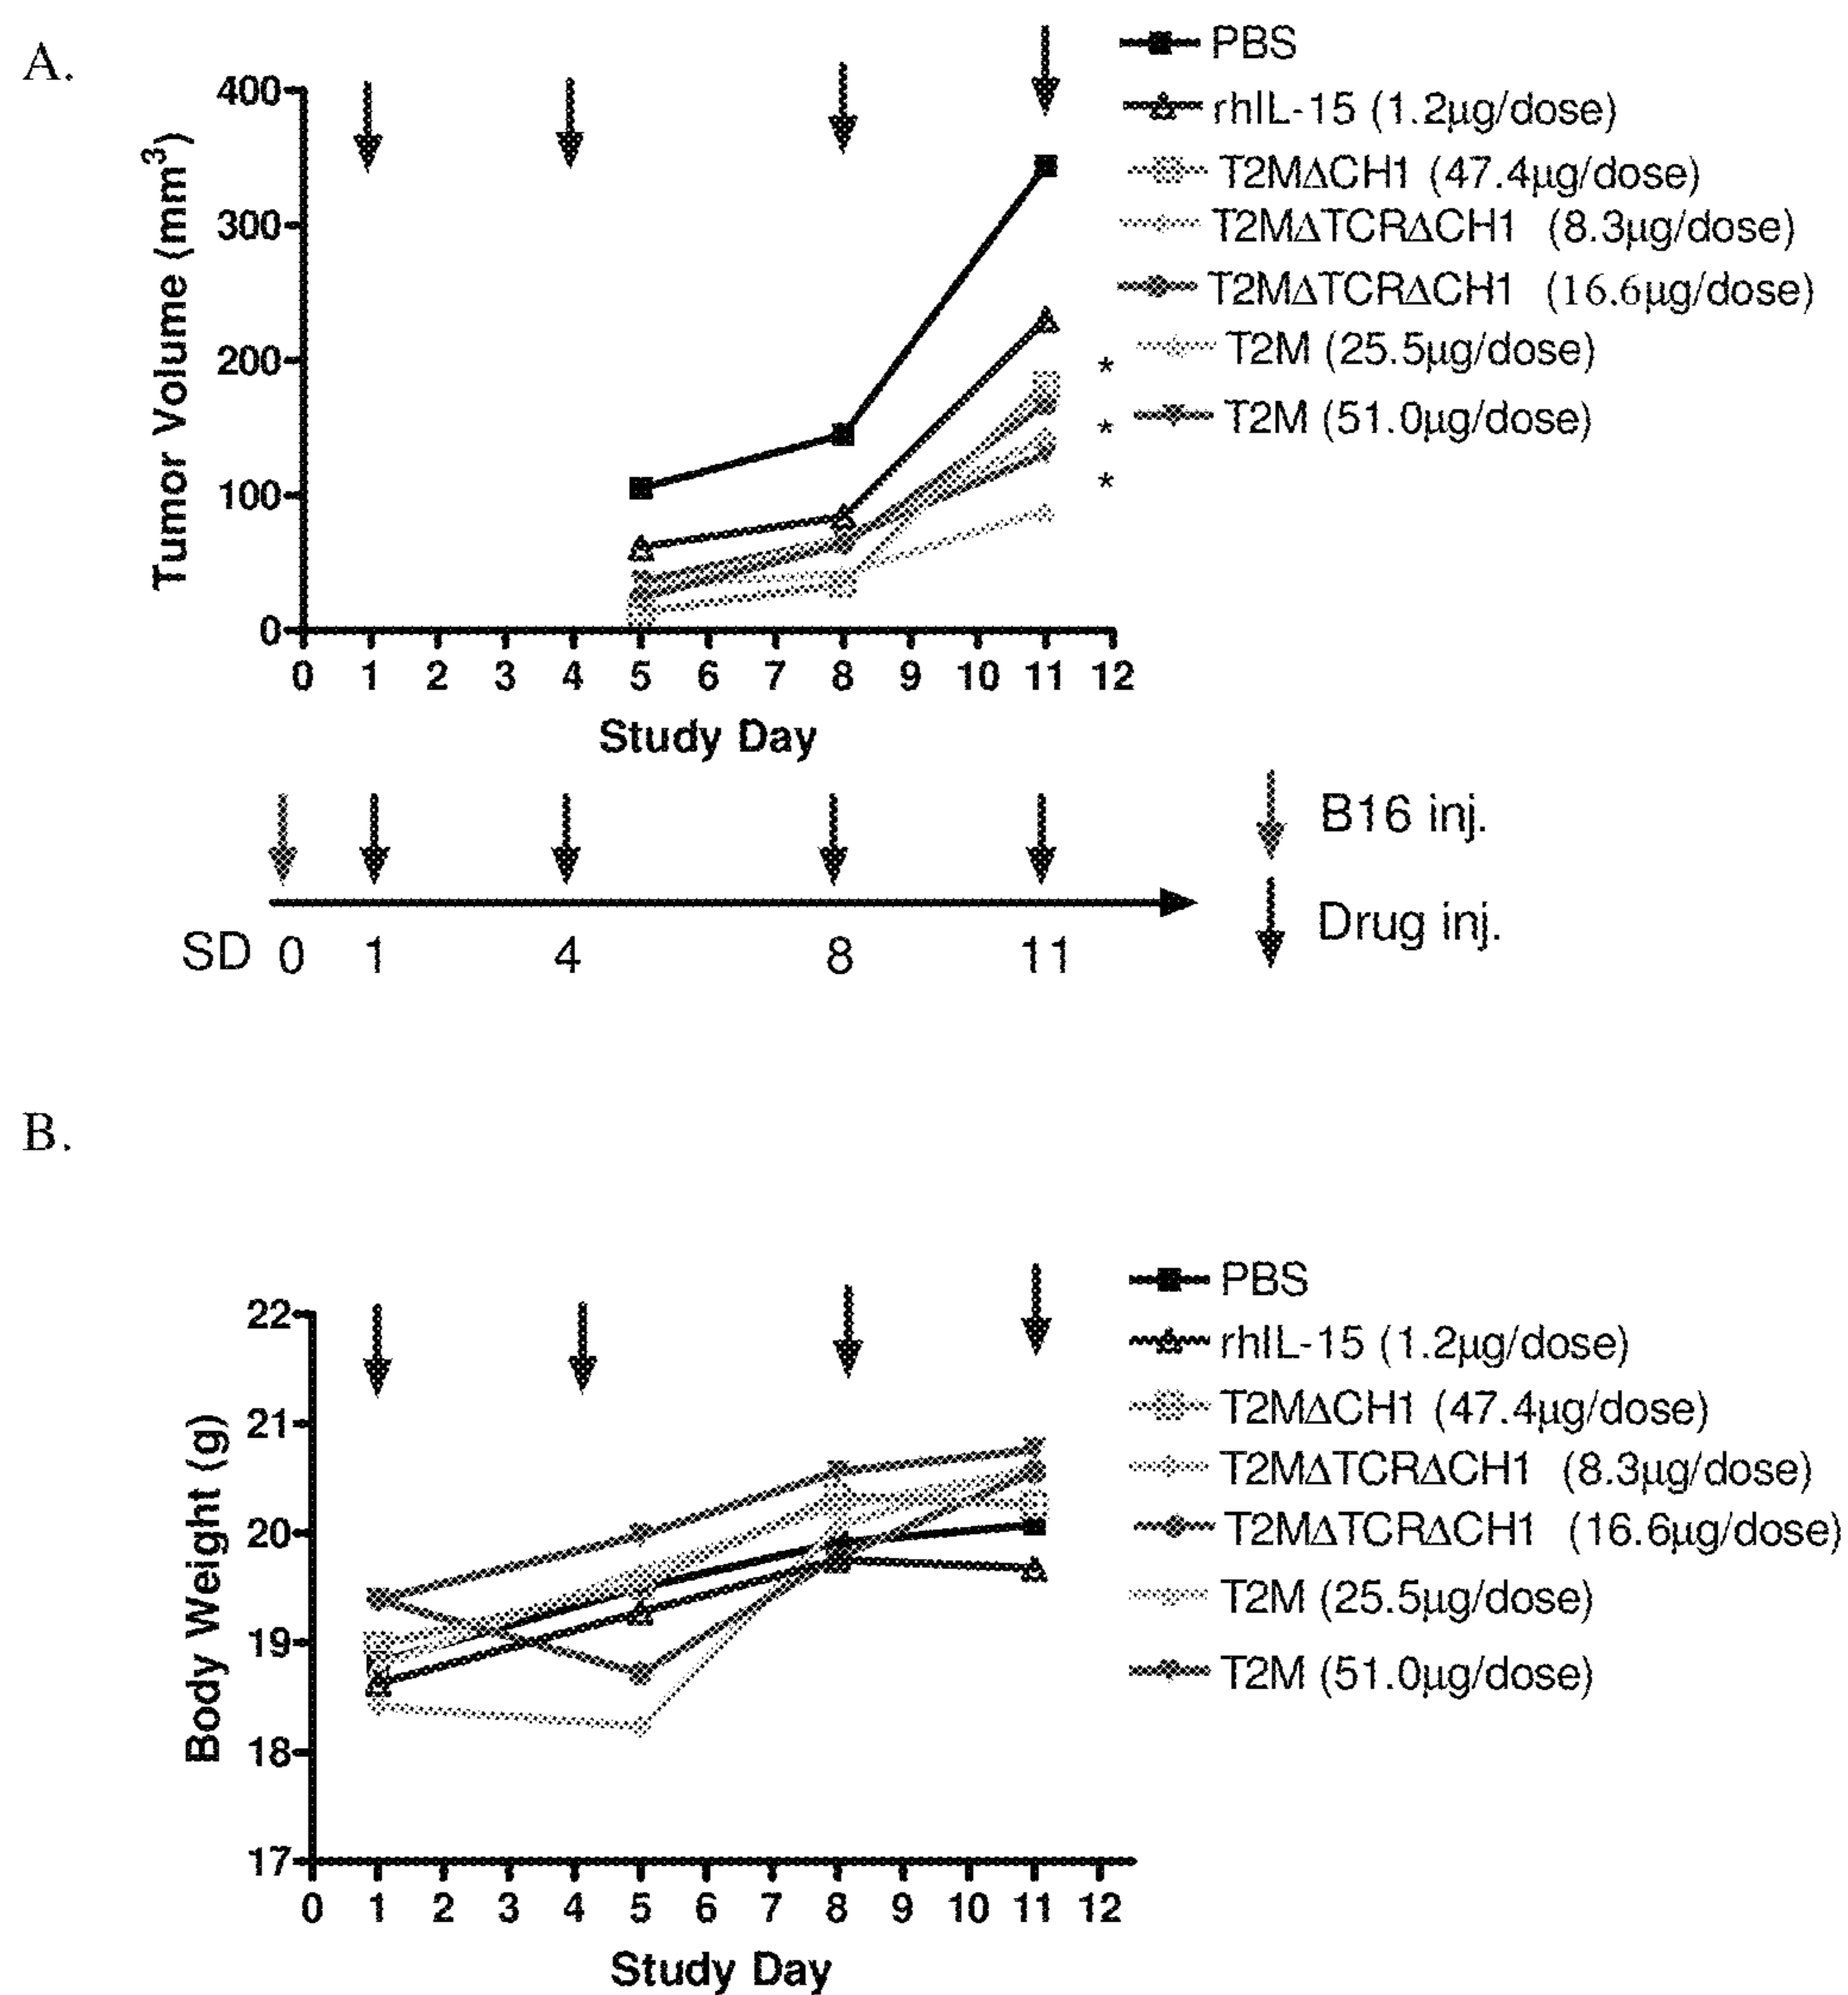 A.
PBS
rhIL-15 (1.2µg/dose)
T2MΔCH1 (47.4µg/dose)
T2MΔTCRΔCH1 (8.3µg/dose)
T2MΔTCRΔCH1 (16.6µg/dose)
T2M (25.5µg/dose)
T2M (51.0µg/dose)
*
*
*
Tumor Volume (mm³)
400
300
200
100
0
0 1 2 3 4 5 6 7 8 9 10 11 12
Study Day
B16 inj.
Drug inj.
SD 0 1 4 8 11
B.
PBS
rhIL-15 (1.2µg/dose)
T2MΔCH1 (47.4µg/dose)
T2MΔTCRΔCH1 (8.3µg/dose)
T2MΔTCRΔCH1 (16.6µg/dose)
T2M (25.5µg/dose)
T2M (51.0µg/dose)
Body Weight (g)
22
21
20
19
18
17
0 1 2 3 4 5 6 7 8 9 10 11 12
Study Day